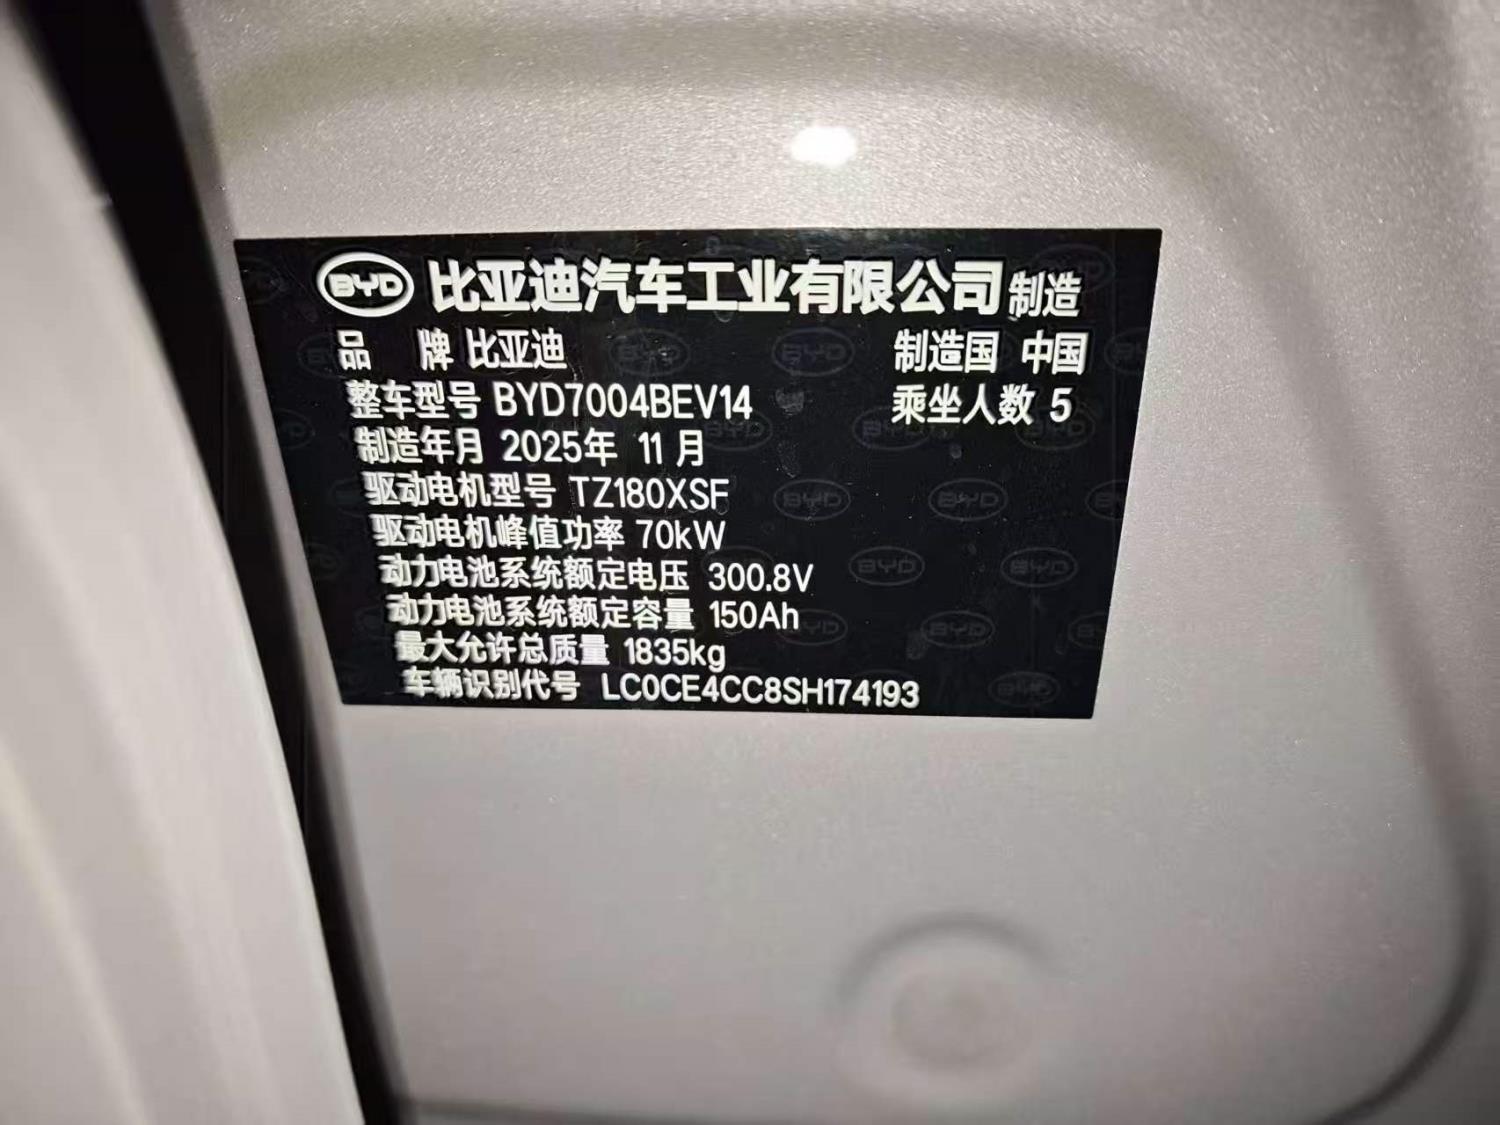 BYD 比亚迪汽车工业有限公司 制造
品 牌 比亚迪 制造国 中国
整车型号 BYD7004BEV14 乘坐人数 5
制造年月 2025年 11月
驱动电机型号 TZ180XSF
驱动电机峰值功率 70kW
动力电池系统额定电压 300.8V
动力电池系统额定容量 150Ah
最大允许总质量 1835kg
车辆识别代号 LC0CE4CC8SH174193